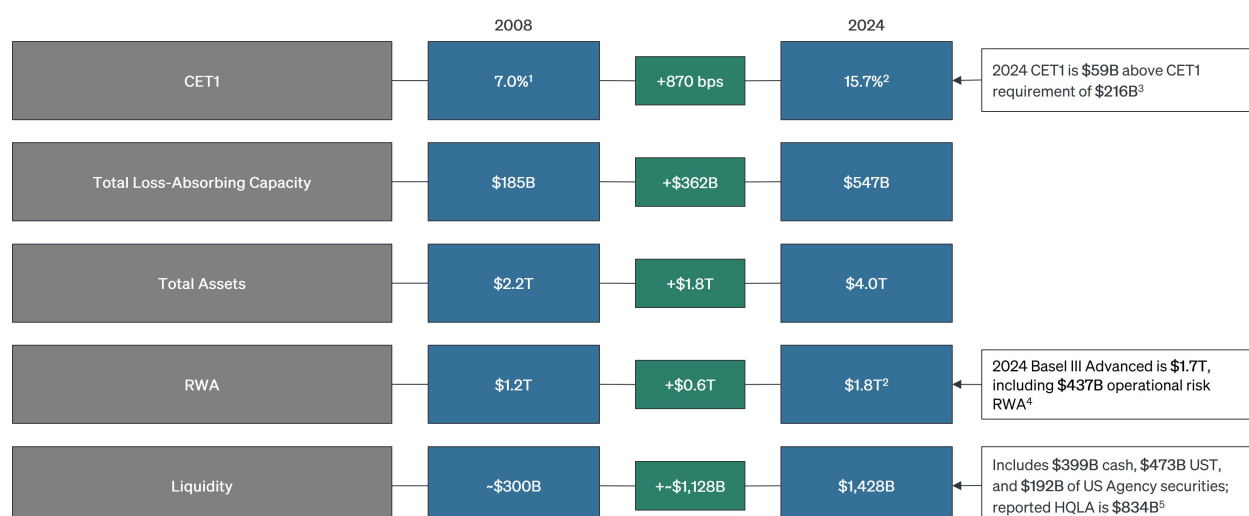 2008 2024
CET1 7.0%¹ +870 bps 15.7%²
2024 CET1 is $59B above CET1
requirement of $216B³
Total Loss-Absorbing Capacity $185B +$362B $547B
Total Assets $2.2T +$1.8T $4.0T
RWA $1.2T +$0.6T $1.8T²
2024 Basel III Advanced is $1.7T,
including $437B operational risk
RWA⁴
Liquidity ~$300B +~$1,128B $1,428B
Includes $399B cash, $473B UST,
and $192B of US Agency securities;
reported HQLA is $834B⁵